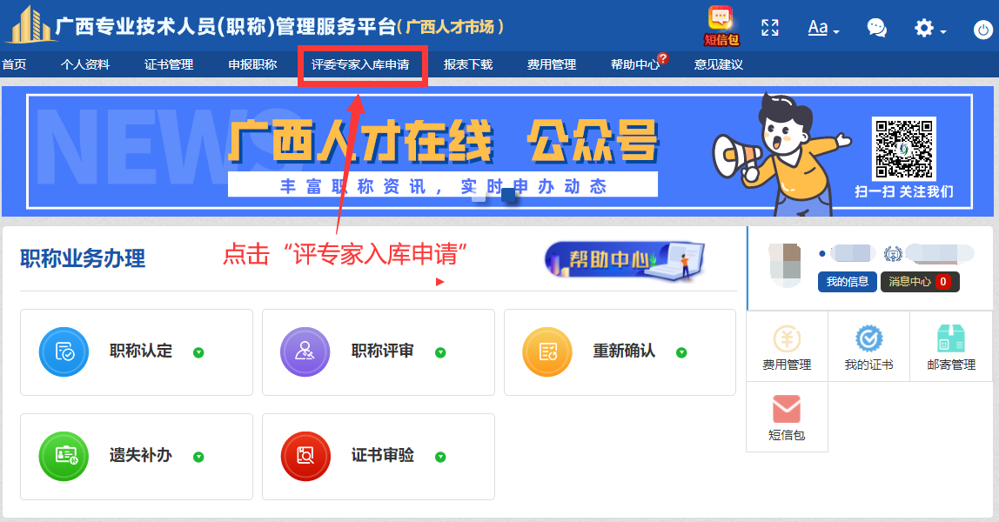 广西专业技术人员(职称)管理服务平台(广西人才市场)
短信包
Aa
首页 个人资料 证书管理 申报职称 评委专家入库申请 报表下载 费用管理 帮助中心? 意见建议
NEWS
广西人才在线 公众号
丰富职称资讯，实时申办动态
扫一扫 关注我们
职称业务办理
点击“评专家入库申请”
帮助中心
我的信息 消息中心 0
职称认定
职称评审
重新确认
遗失补办
证书审验
费用管理
我的证书
邮寄管理
短信包